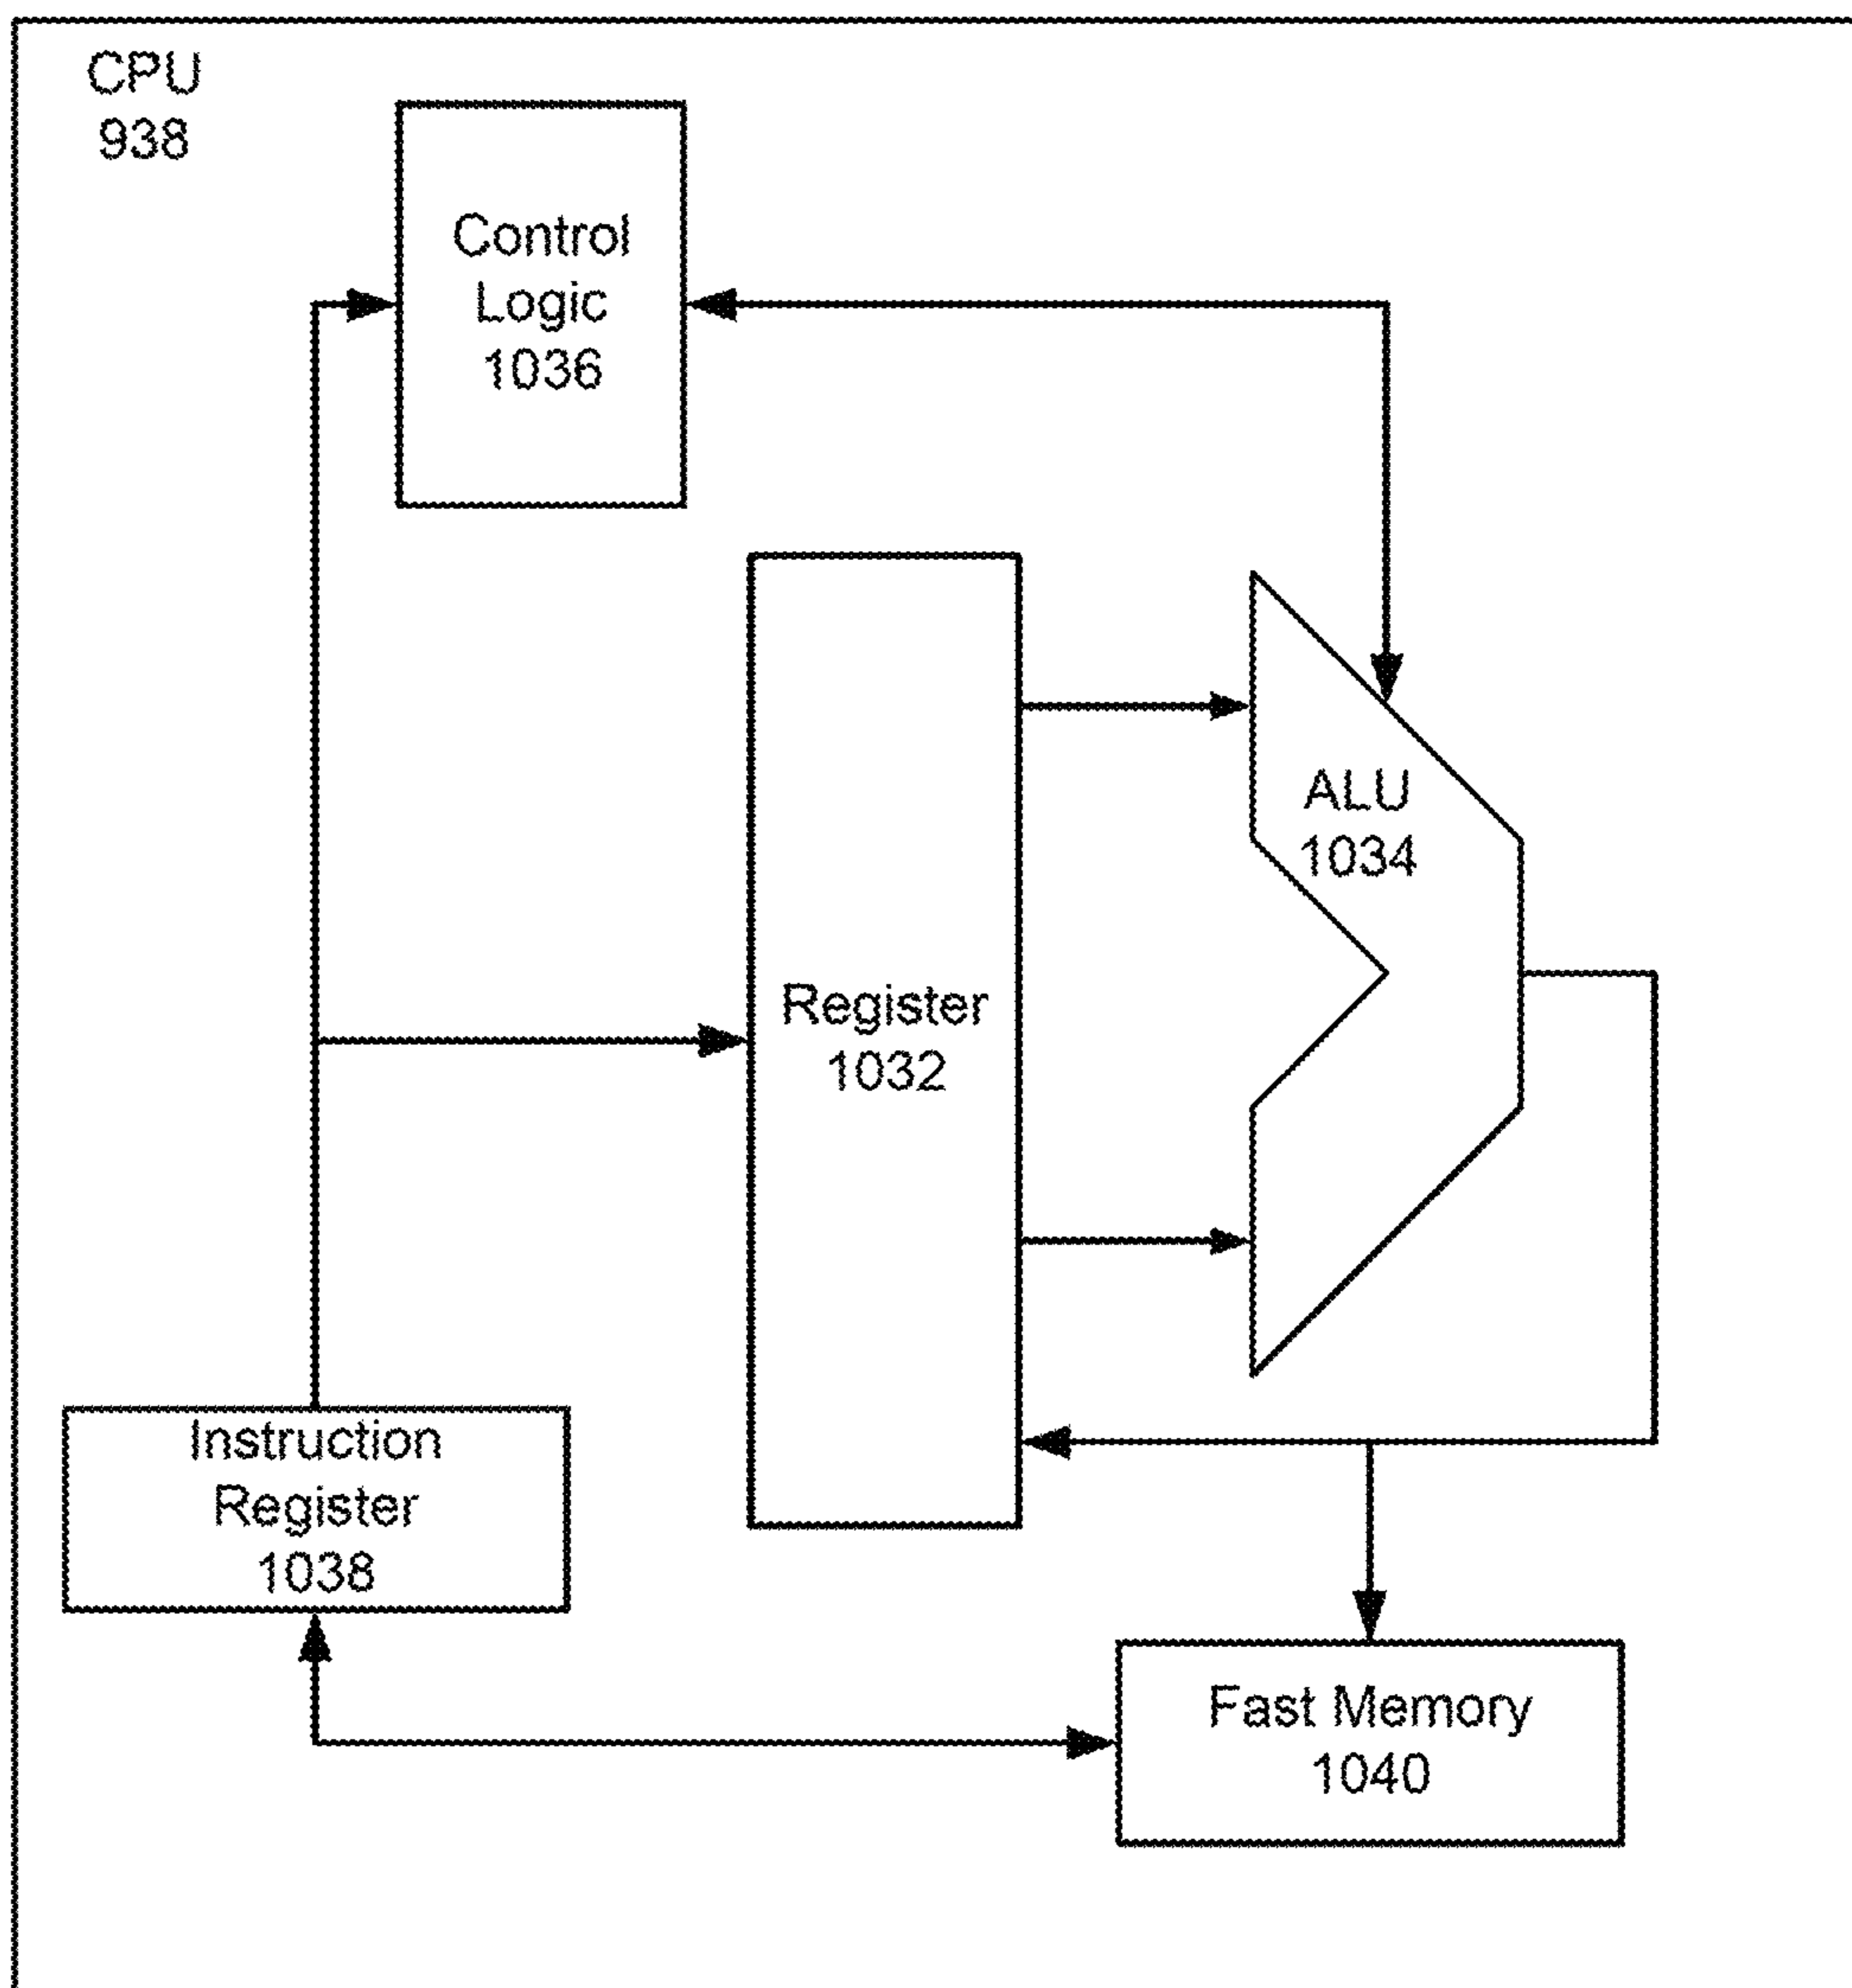 CPU
938
Control
Logic
1036
ALU
1034
Register
1032
Instruction
Register
1038
Fast Memory
1040